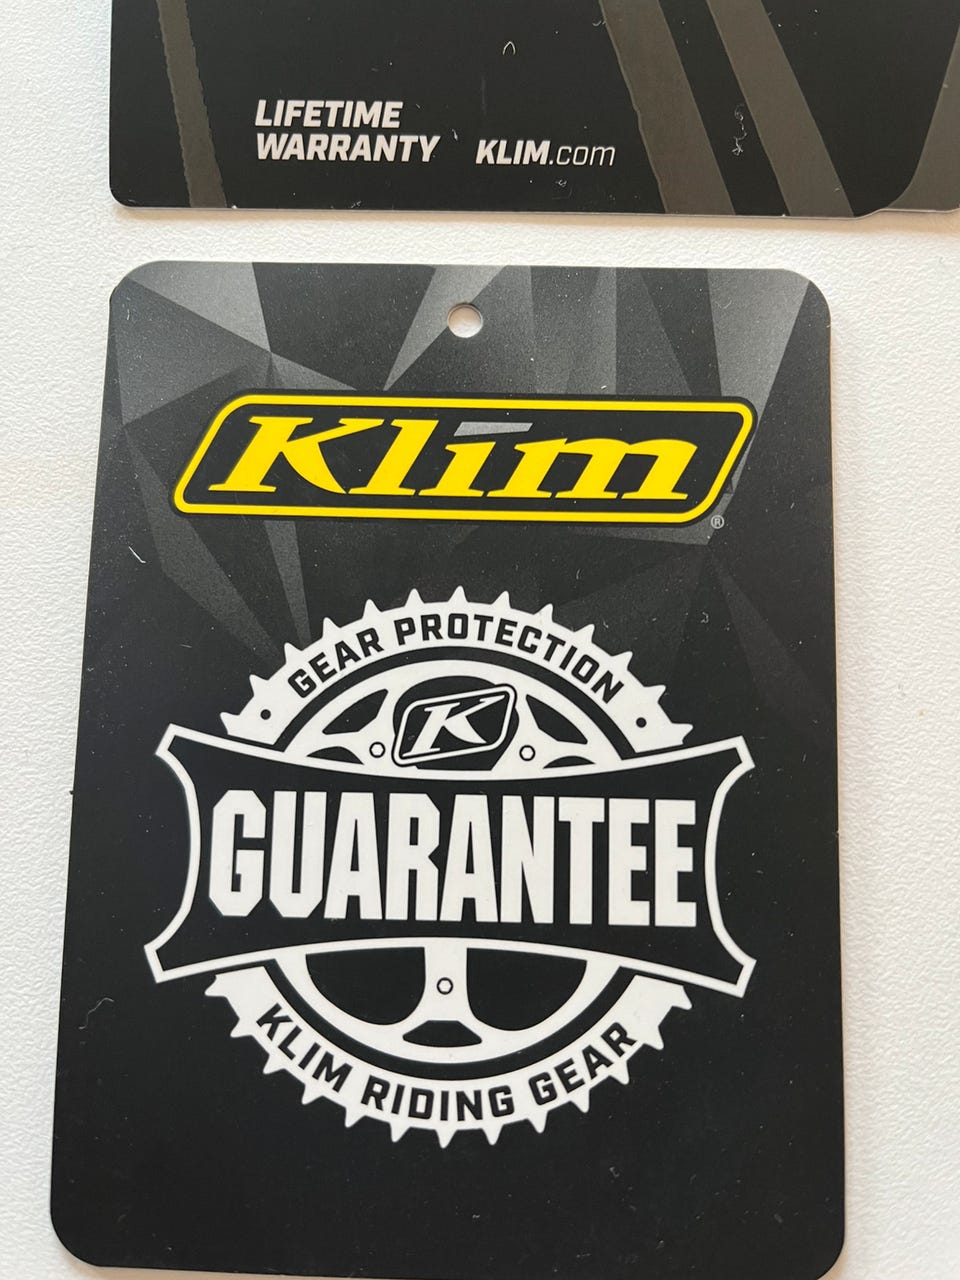 LIFETIME
WARRANTY
KLIM.com
Klim®
GEAR PROTECTION
K
GUARANTEE
KLIM RIDING GEAR